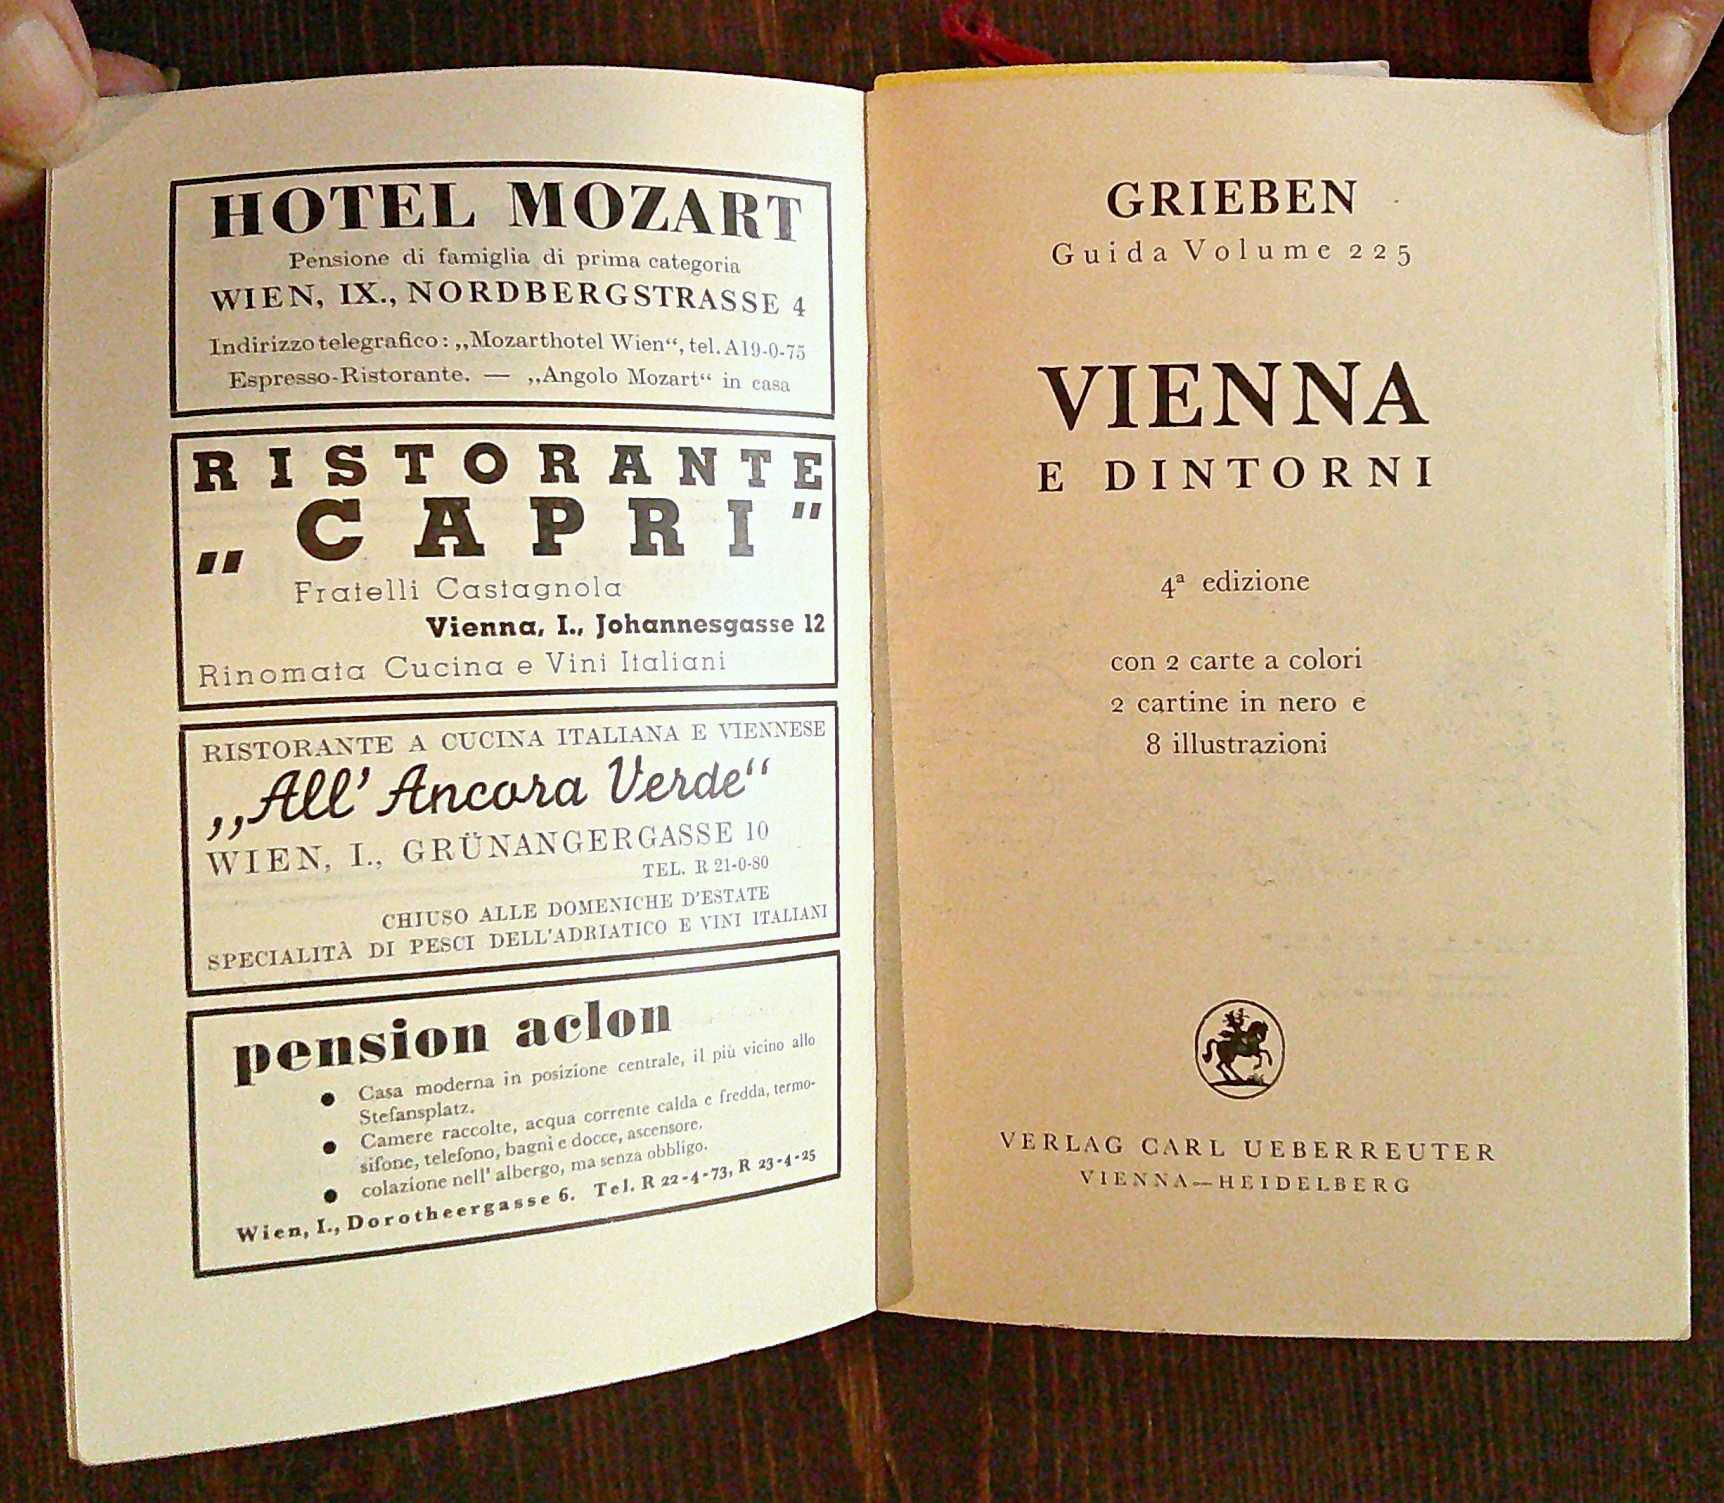 HOTEL MOZART
Pensione di famiglia di prima categoria
WIEN, IX., NORDBERGSTRASSE 4
Indirizzo telegrafico: „Mozarthotel Wien“, tel. A19-0-75
Espresso-Ristorante. — „Angolo Mozart“ in casa
RISTORANTE
„CAPRI"
Fratelli Castagnola
Vienna, I., Johannesgasse 12
Rinomata Cucina e Vini Italiani
RISTORANTE A CUCINA ITALIANA E VIENNESE
„All' Ancora Verde“
WIEN, I., GRÜNANGERGASSE 10
TEL. R 21-0-80
CHIUSO ALLE DOMENICHE D'ESTATE
SPECIALITÀ DI PESCI DELL'ADRIATICO E VINI ITALIANI
pension aclon
● Casa moderna in posizione centrale, il più vicino allo
Stefansplatz.
● Camere raccolte, acqua corrente calda e fredda, termo-
sifone, telefono, bagni e docce, ascensore.
● colazione nell' albergo, ma senza obbligo.
Wien, I., Dorotheergasse 6. Tel. R 22-4-73, R 23-4-25
GRIEBEN
Guida Volume 225
VIENNA
E DINTORNI
4ª edizione
con 2 carte a colori
2 cartine in nero e
8 illustrazioni
VERLAG CARL UEBERREUTER
VIENNA—HEIDELBERG